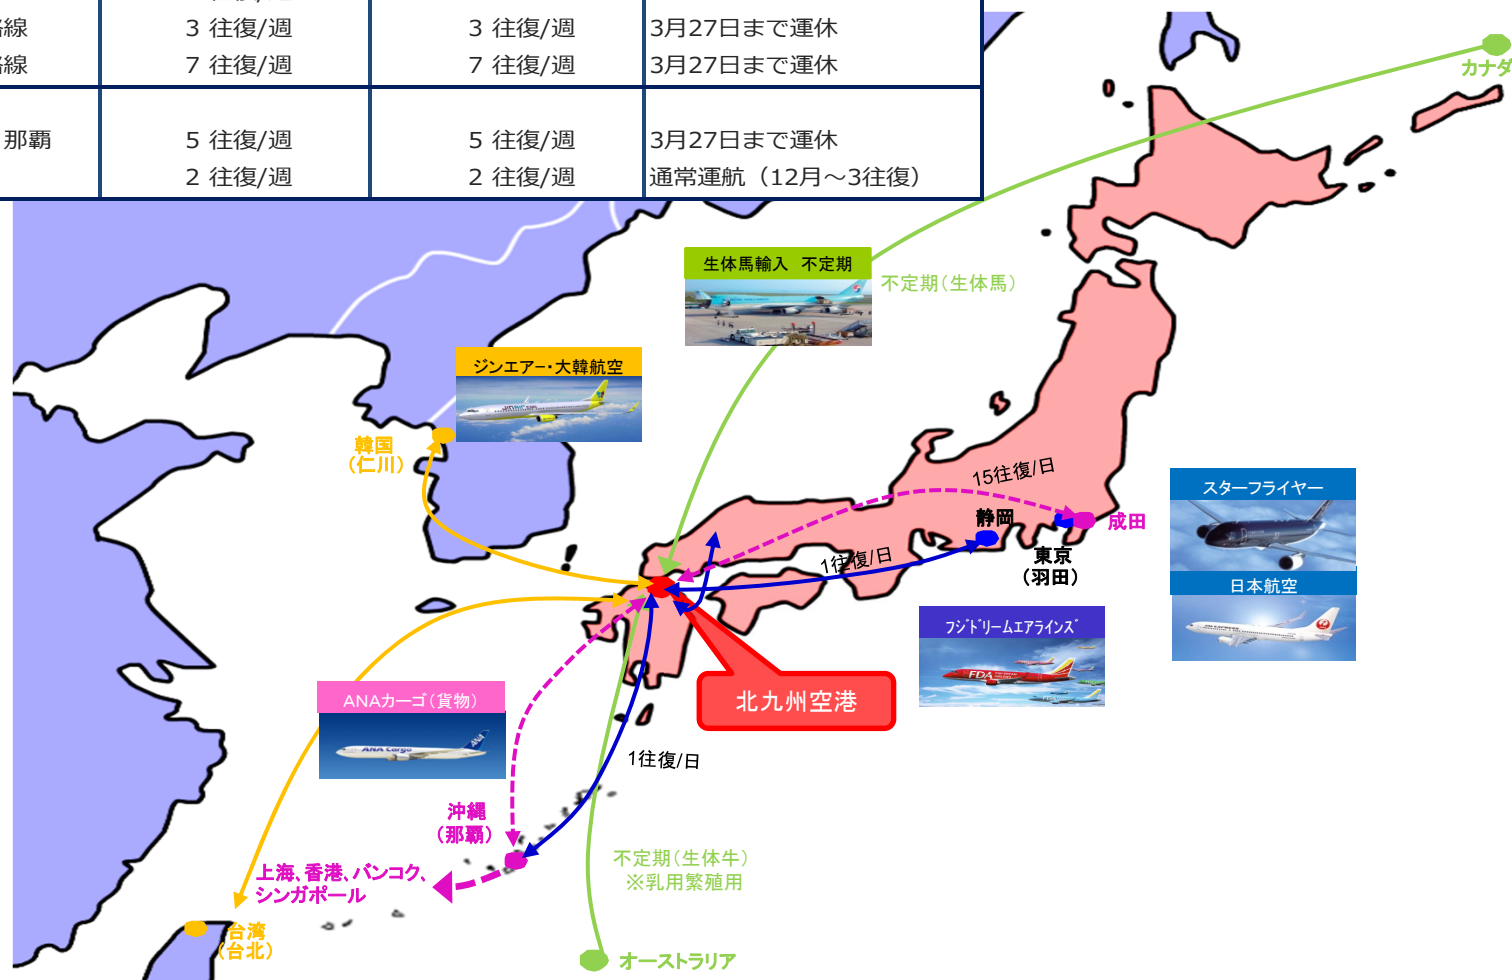 路線 3 往復/週 3 往復/週 3月27日まで運休
路線 7 往復/週 7 往復/週 3月27日まで運休
那覇 5 往復/週 5 往復/週 3月27日まで運休
2 往復/週 2 往復/週 通常運航（12月～3往復）
カナダ
生体馬輸入 不定期
不定期(生体馬)
ジンエアー・大韓航空
韓国
(仁川)
15往復/日
スターフライヤー
静岡
成田
東京
(羽田)
1往復/日
日本航空
フジドリームエアラインズ
FDA
北九州空港
ANAカーゴ(貨物)
ANA Cargo
1往復/日
沖縄
(那覇)
不定期(生体牛)
※乳用繁殖用
上海、香港、バンコク、
シンガポール
台湾
(台北)
オーストラリア